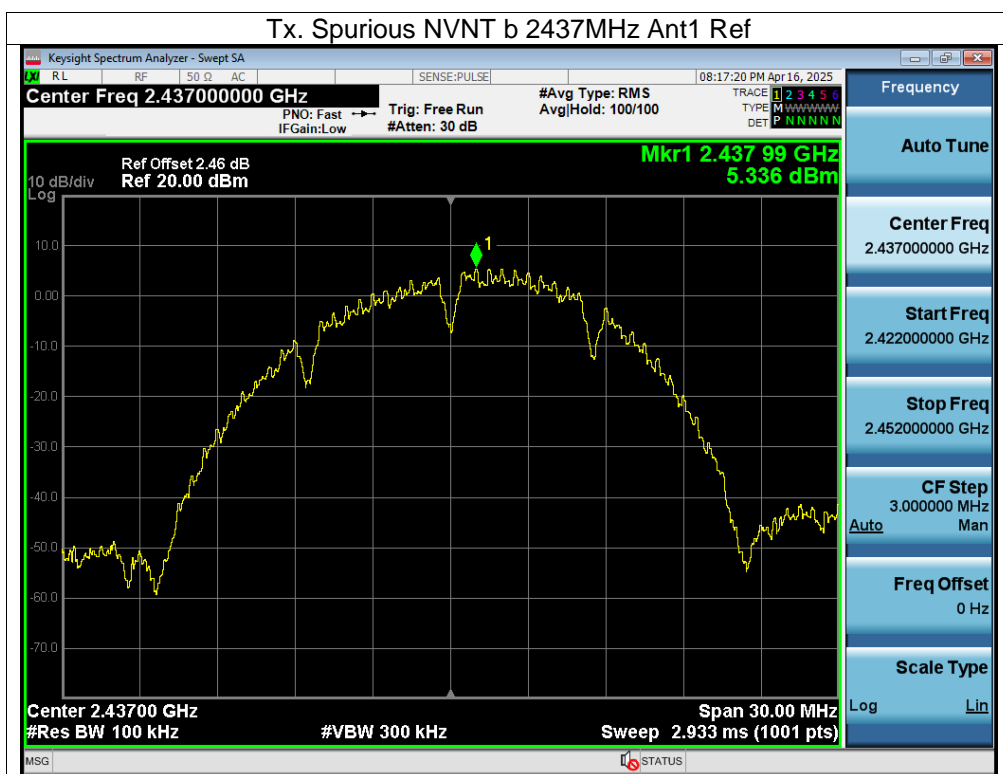 Tx. Spurious NVNT b 2437MHz Ant1 Ref
Keysight Spectrum Analyzer - Swept SA
LXI RL RF 50 Ω AC SENSE:PULSE 08:17:20 PM Apr 16, 2025
Center Freq 2.437000000 GHz
PNO: Fast
IFGain:Low
Trig: Free Run
#Atten: 30 dB
#Avg Type: RMS
Avg|Hold: 100/100
TRACE 1 2 3 4 5 6
TYPE M WWWWW
DET P N N N N N
Mkr1 2.437 99 GHz
5.336 dBm
Ref Offset 2.46 dB
10 dB/div Ref 20.00 dBm
Log
10.0
0.00
-10.0
-20.0
-30.0
-40.0
-50.0
-60.0
-70.0
1
Center 2.43700 GHz Span 30.00 MHz
#Res BW 100 kHz #VBW 300 kHz Sweep 2.933 ms (1001 pts)
MSG STATUS
Frequency
Auto Tune
Center Freq
2.437000000 GHz
Start Freq
2.422000000 GHz
Stop Freq
2.452000000 GHz
CF Step
3.000000 MHz
Auto Man
Freq Offset
0 Hz
Scale Type
Log Lin